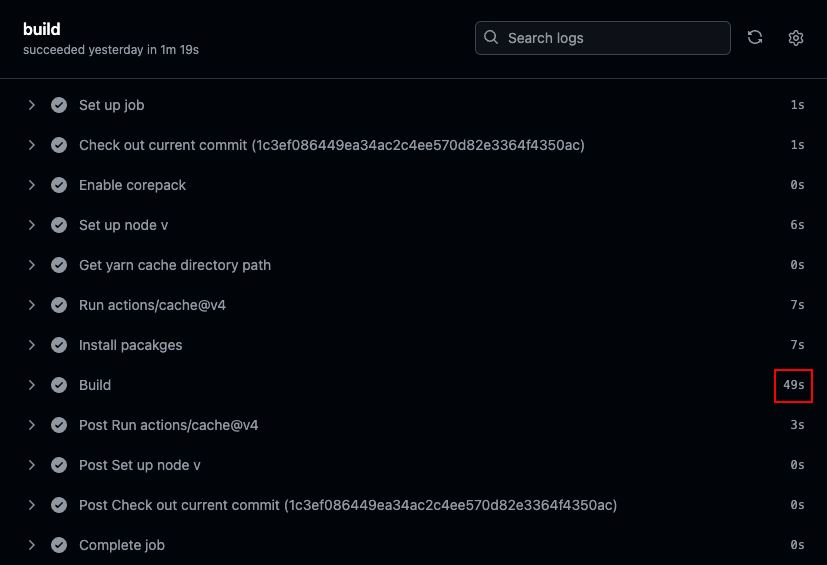 build
succeeded yesterday in 1m 19s
Search logs
Set up job 1s
Check out current commit (1c3ef086449ea34ac2c4ee570d82e3364f4350ac) 1s
Enable corepack 0s
Set up node v 6s
Get yarn cache directory path 0s
Run actions/cache@v4 7s
Install pacakges 7s
Build 49s
Post Run actions/cache@v4 3s
Post Set up node v 0s
Post Check out current commit (1c3ef086449ea34ac2c4ee570d82e3364f4350ac) 0s
Complete job 0s